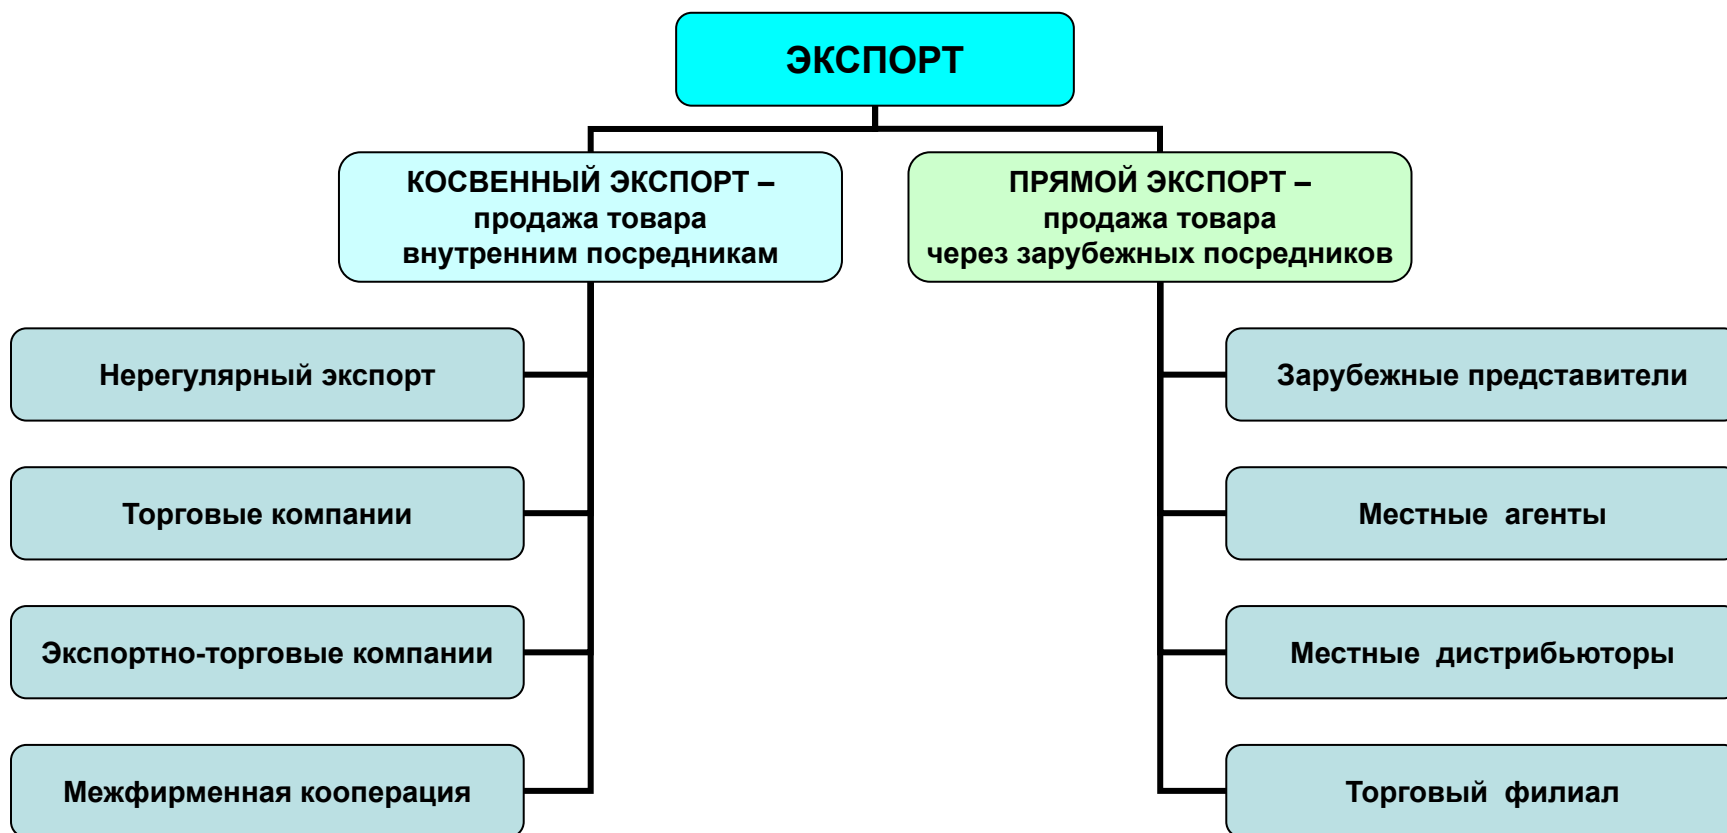 ЭКСПОРТ
КОСВЕННЫЙ ЭКСПОРТ –
продажа товара
внутренним посредникам
ПРЯМОЙ ЭКСПОРТ –
продажа товара
через зарубежных посредников
Нерегулярный экспорт
Торговые компании
Экспортно-торговые компании
Межфирменная кооперация
Зарубежные представители
Местные агенты
Местные дистрибьюторы
Торговый филиал